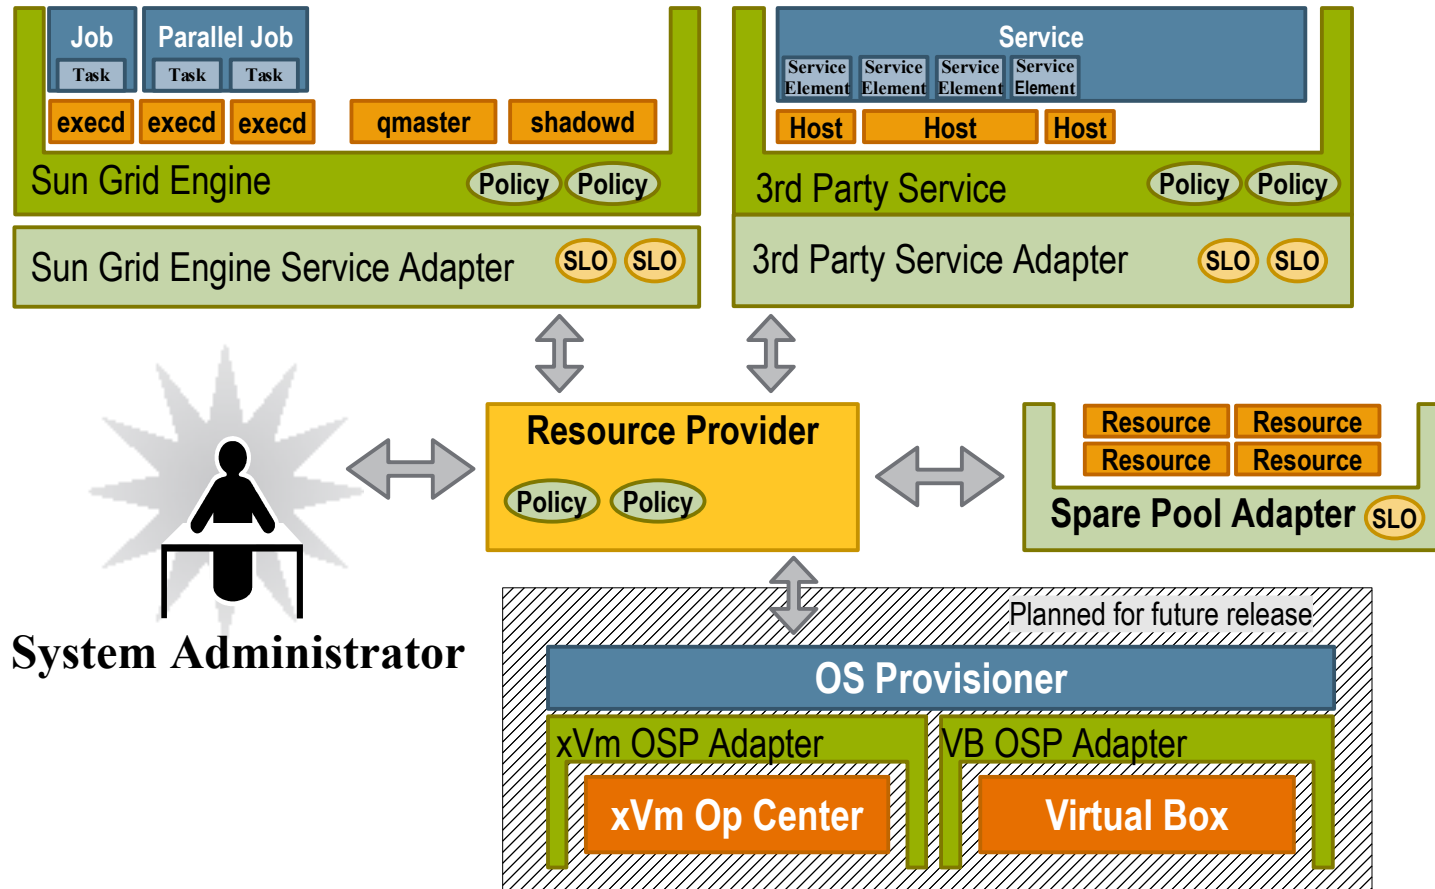 Job
Parallel Job
Task
Task
Task
execd
execd
execd
qmaster
shadowd
Sun Grid Engine
Policy
Policy
Sun Grid Engine Service Adapter
SLO
SLO
Service
Service
Element
Service
Element
Service
Element
Service
Element
Host
Host
Host
3rd Party Service
Policy
Policy
3rd Party Service Adapter
SLO
SLO
System Administrator
Resource Provider
Policy
Policy
Resource
Resource
Resource
Resource
Spare Pool Adapter
SLO
Planned for future release
OS Provisioner
xVm OSP Adapter
VB OSP Adapter
xVm Op Center
Virtual Box